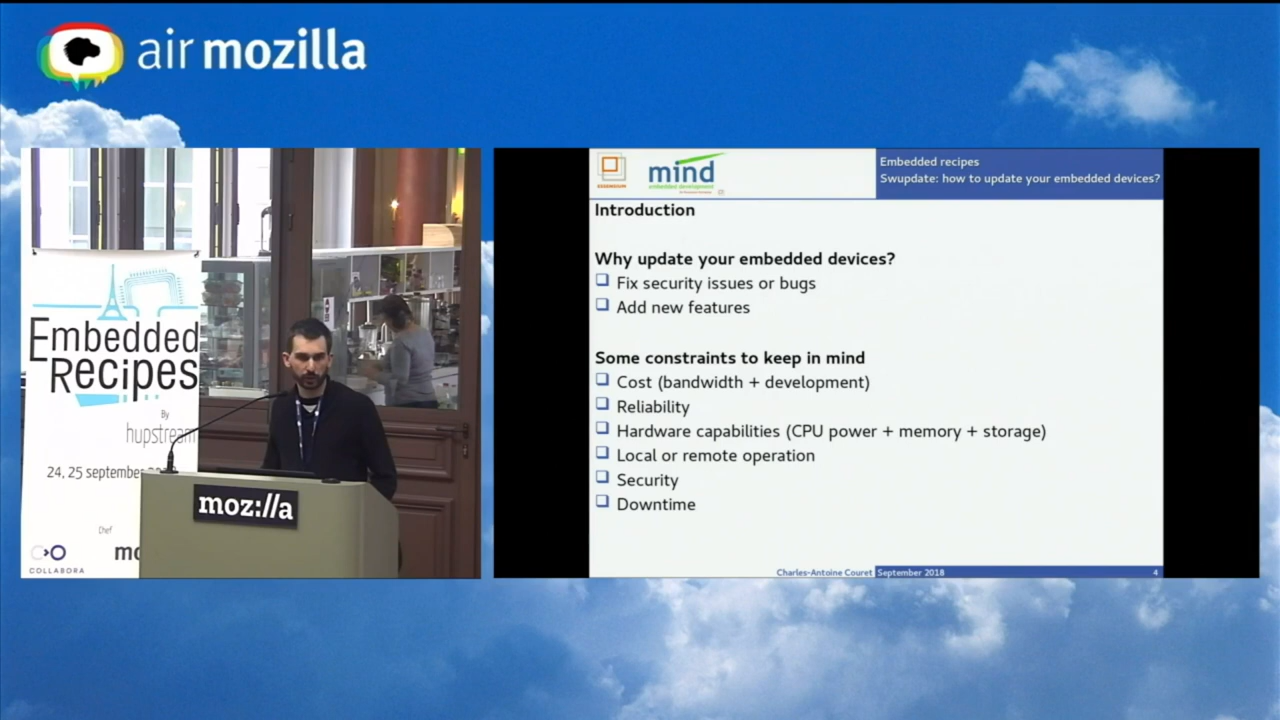 air mozilla
Embedded
Recipes
By
hupstream
24, 25 september
Chef
COLLABORA
moz://a
mind
embedded development
Embedded recipes
Swupdate: how to update your embedded devices?
Introduction
Why update your embedded devices?
Fix security issues or bugs
Add new features
Some constraints to keep in mind
Cost (bandwidth + development)
Reliability
Hardware capabilities (CPU power + memory + storage)
Local or remote operation
Security
Downtime
Charles-Antoine Couret September 2018 4